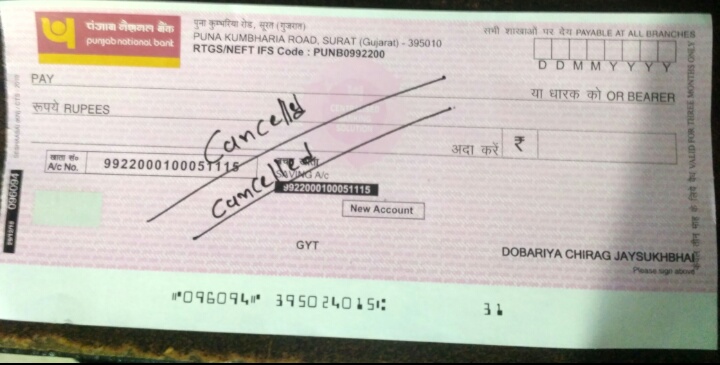 पंजाब नैशनल बैंक
punjab national bank
पुना कुम्भारिया रोड, सूरत (गुजरात)
PUNA KUMBHARIA ROAD, SURAT (Gujarat) - 395010
RTGS/NEFT IFS Code : PUNB0992200
सभी शाखाओं पर देय PAYABLE AT ALL BRANCHES
D D M M Y Y Y Y
PAY
या धारक को OR BEARER
रूपये RUPEES
अदा करें ₹
Cancelled
Cancelled
खाता सं०
A/c No. 9922000100051115
SAVING A/c
9922000100051115
New Account
GYT
DOBARIYA CHIRAG JAYSUKHBHAI
Please sign above
VALID FOR THREE MONTHS ONLY
096094
⑈096094⑈ 395024015⑆ 31